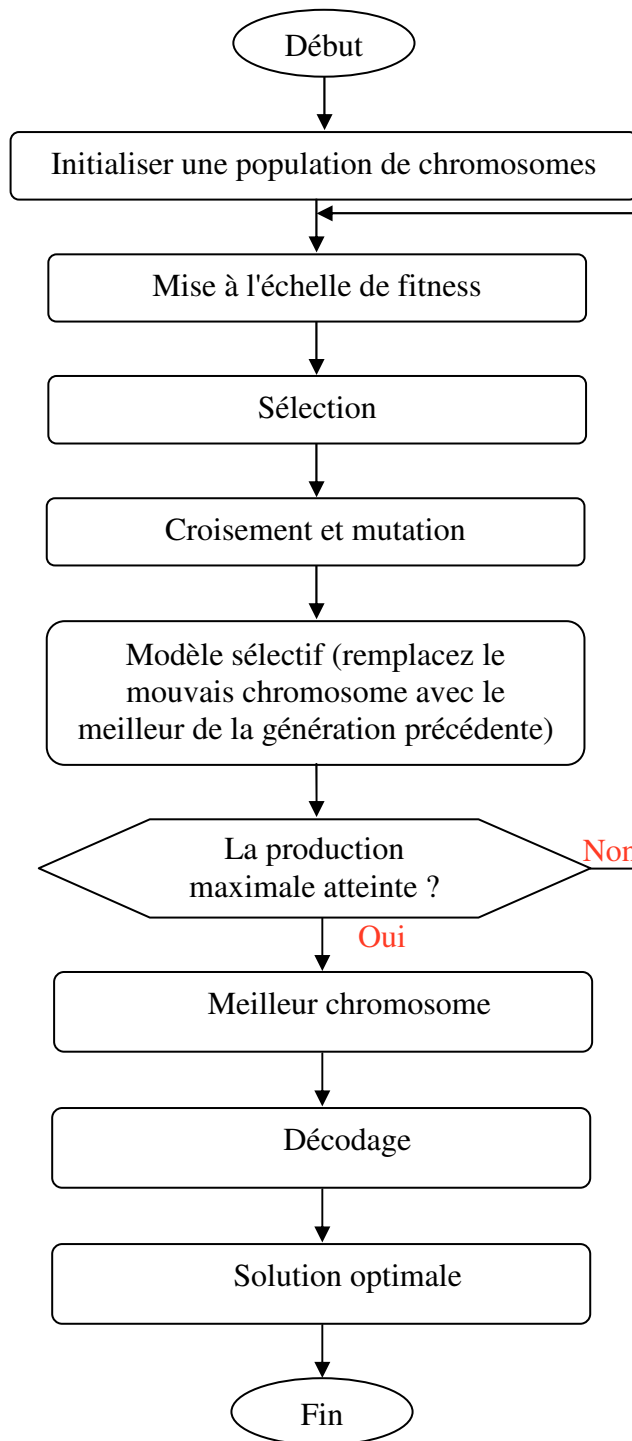 Début
Initialiser une population de chromosomes
Mise à l'échelle de fitness
Sélection
Croisement et mutation
Modèle sélectif (remplacez le
mouvais chromosome avec le
meilleur de la génération précédente)
La production
maximale atteinte ?
Non
Oui
Meilleur chromosome
Décodage
Solution optimale
Fin